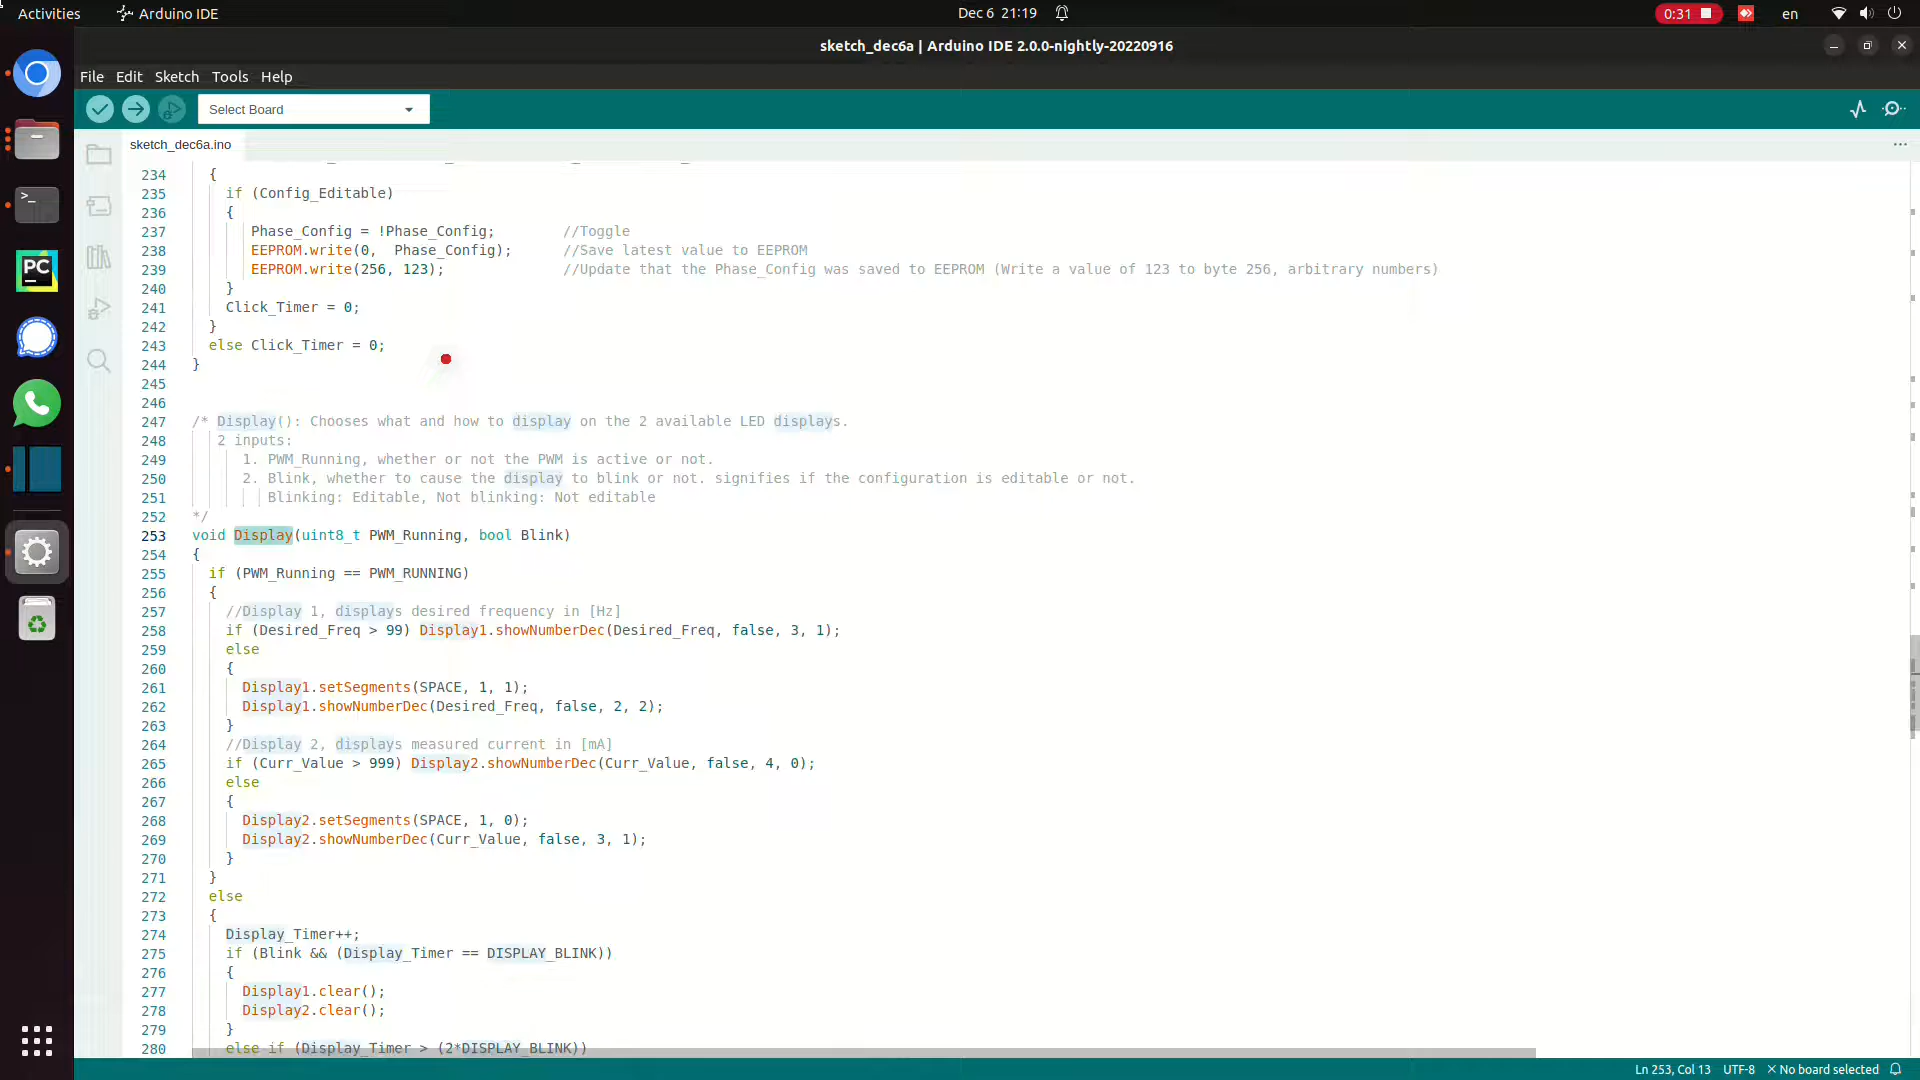 Activities
Arduino IDE
Dec 6 21:19
0:31
en
sketch_dec6a | Arduino IDE 2.0.0-nightly-20220916
File Edit Sketch Tools Help
Select Board
sketch_dec6a.ino
234 {
235 if (Config_Editable)
236 {
237 Phase_Config = !Phase_Config; //Toggle
238 EEPROM.write(0, Phase_Config); //Save latest value to EEPROM
239 EEPROM.write(256, 123); //Update that the Phase_Config was saved to EEPROM (Write a value of 123 to byte 256, arbitrary numbers)
240 }
241 Click_Timer = 0;
242 }
243 else Click_Timer = 0;
244 }
245
246
247 /* Display(): Chooses what and how to display on the 2 available LED displays.
248 2 inputs:
249 1. PWM_Running, whether or not the PWM is active or not.
250 2. Blink, whether to cause the display to blink or not. signifies if the configuration is editable or not.
251 Blinking: Editable, Not blinking: Not editable
252 */
253 void Display(uint8_t PWM_Running, bool Blink)
254 {
255 if (PWM_Running == PWM_RUNNING)
256 {
257 //Display 1, displays desired frequency in [Hz]
258 if (Desired_Freq > 99) Display1.showNumberDec(Desired_Freq, false, 3, 1);
259 else
260 {
261 Display1.setSegments(SPACE, 1, 1);
262 Display1.showNumberDec(Desired_Freq, false, 2, 2);
263 }
264 //Display 2, displays measured current in [mA]
265 if (Curr_Value > 999) Display2.showNumberDec(Curr_Value, false, 4, 0);
266 else
267 {
268 Display2.setSegments(SPACE, 1, 0);
269 Display2.showNumberDec(Curr_Value, false, 3, 1);
270 }
271 }
272 else
273 {
274 Display_Timer++;
275 if (Blink && (Display_Timer == DISPLAY_BLINK))
276 {
277 Display1.clear();
278 Display2.clear();
279 }
280 else if (Display_Timer > (2*DISPLAY_BLINK))
PC
Ln 253, Col 13 UTF-8 No board selected